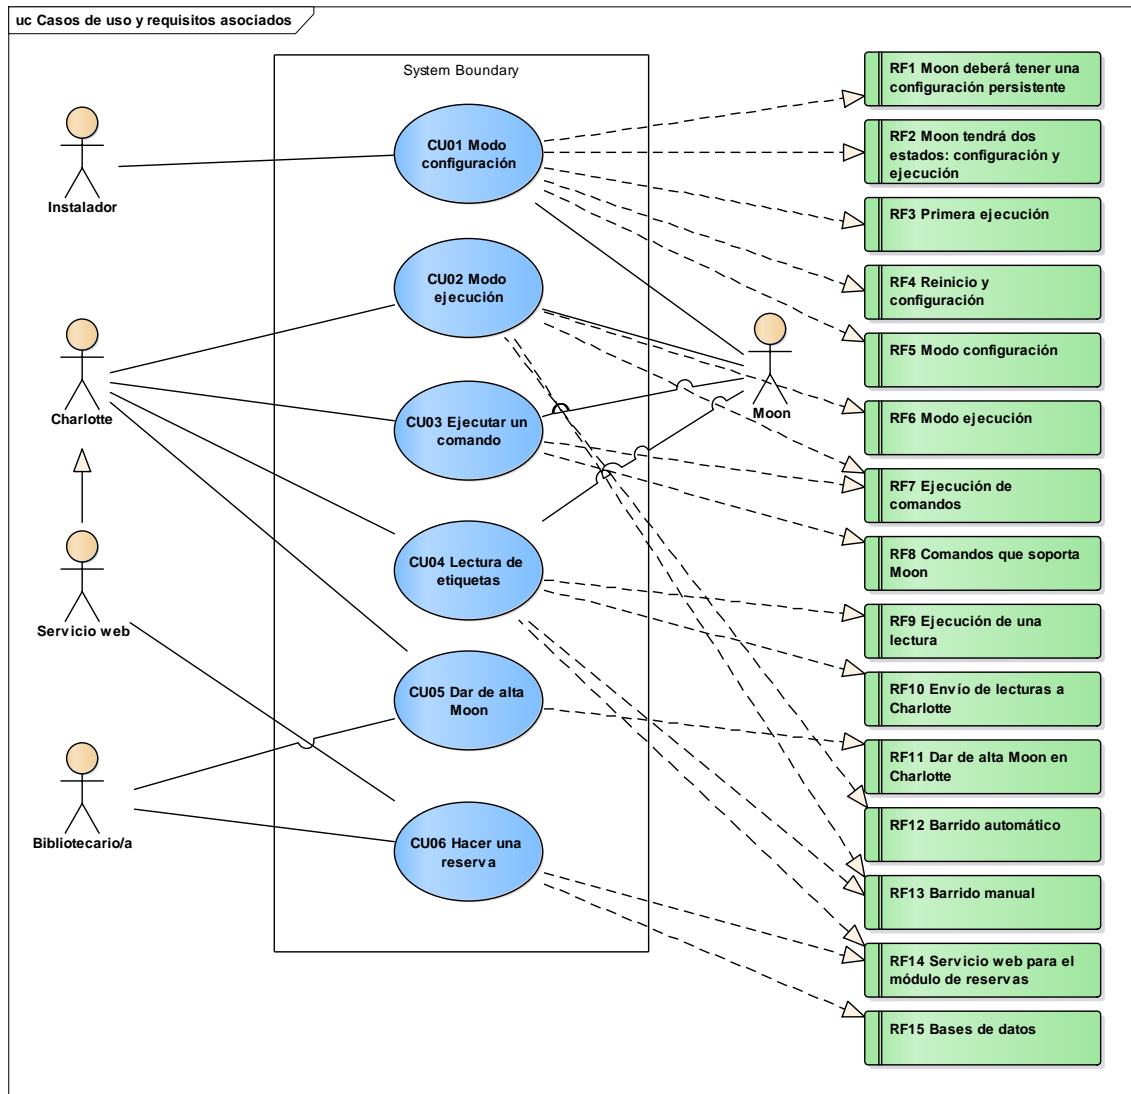 uc Casos de uso y requisitos asociados
System Boundary
Instalador
Charlotte
Servicio web
Bibliotecario/a
CU01 Modo
configuración
CU02 Modo
ejecución
CU03 Ejecutar un
comando
CU04 Lectura de
etiquetas
CU05 Dar de alta
Moon
CU06 Hacer una
reserva
Moon
RF1 Moon deberá tener una
configuración persistente
RF2 Moon tendrá dos
estados: configuración y
ejecución
RF3 Primera ejecución
RF4 Reinicio y
configuración
RF5 Modo configuración
RF6 Modo ejecución
RF7 Ejecución de
comandos
RF8 Comandos que soporta
Moon
RF9 Ejecución de una
lectura
RF10 Envío de lecturas a
Charlotte
RF11 Dar de alta Moon en
Charlotte
RF12 Barrido automático
RF13 Barrido manual
RF14 Servicio web para el
módulo de reservas
RF15 Bases de datos